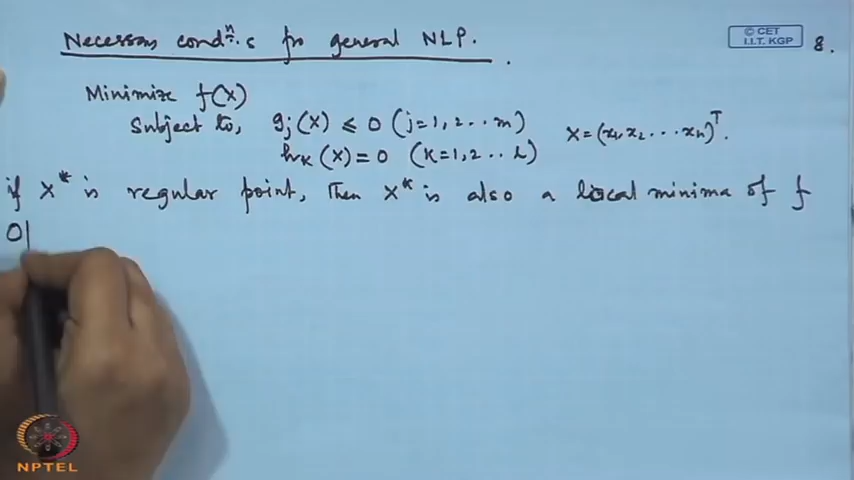 Necessary cond.n.s for general NLP.
© CET
I.I.T. KGP
8.
Minimize f(X)
Subject to, gj(X) ≤ 0 (j=1,2..m)
hK(X)=0 (K=1,2..l)
X=(x1,x2...xn)T.
if X* is regular point, Then X* is also a local minima of f
NPTEL